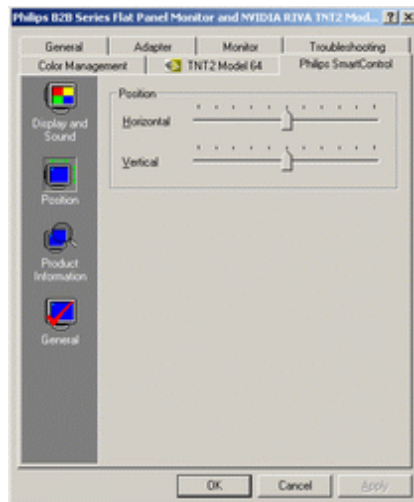 Philips B2B Series Flat Panel Monitor and NVIDIA RIVA TNT2 Mod...
General Adapter Monitor Troubleshooting
Color Management TNT2 Model 64 Philips SmartControl
Display and Sound
Position
Product Information
General
Position
Horizontal
Vertical
OK Cancel Apply